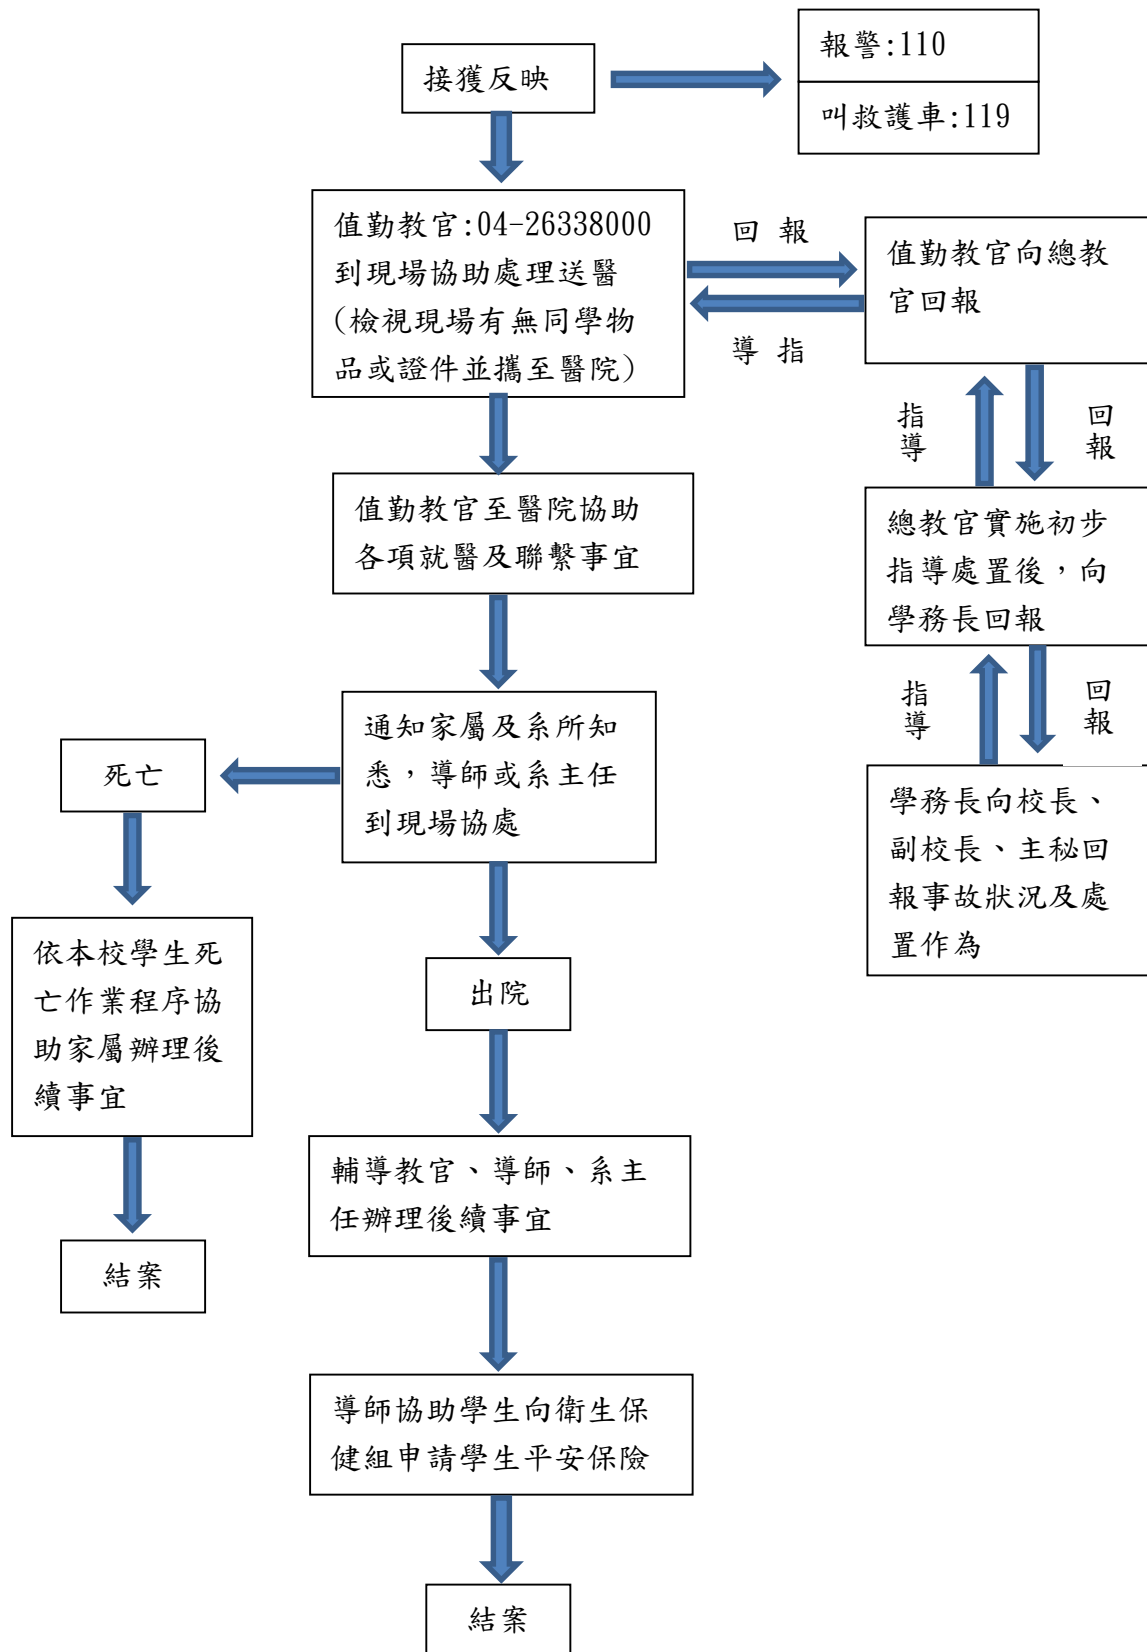 接獲反映
報警:110
叫救護車:119
值勤教官:04-26338000
到現場協助處理送醫
(檢視現場有無同學物
品或證件並攜至醫院)
回 報
導 指
值勤教官向總教
官回報
指
導
回
報
值勤教官至醫院協助
各項就醫及聯繫事宜
總教官實施初步
指導處置後，向
學務長回報
指
導
回
報
通知家屬及系所知
悉，導師或系主任
到現場協處
死亡
學務長向校長、
副校長、主秘回
報事故狀況及處
置作為
依本校學生死
亡作業程序協
助家屬辦理後
續事宜
出院
輔導教官、導師、系主
任辦理後續事宜
結案
導師協助學生向衛生保
健組申請學生平安保險
結案